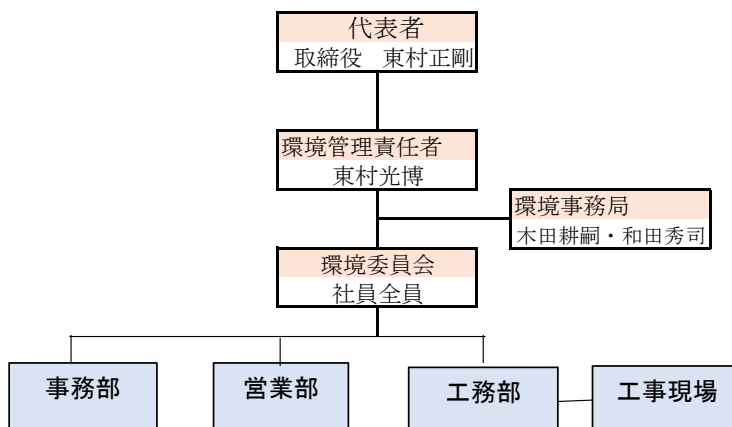 代表者
取締役　東村正剛
環境管理責任者
東村光博
環境事務局
木田耕嗣・和田秀司
環境委員会
社員全員
事務部
営業部
工務部
工事現場